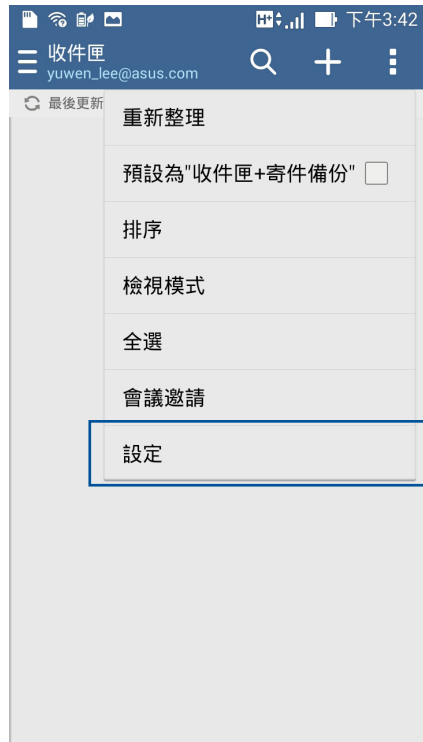 H+ 下午3:42
收件匣
yuwen_lee@asus.com
最後更新
重新整理
預設為"收件匣+寄件備份"
排序
檢視模式
全選
會議邀請
設定